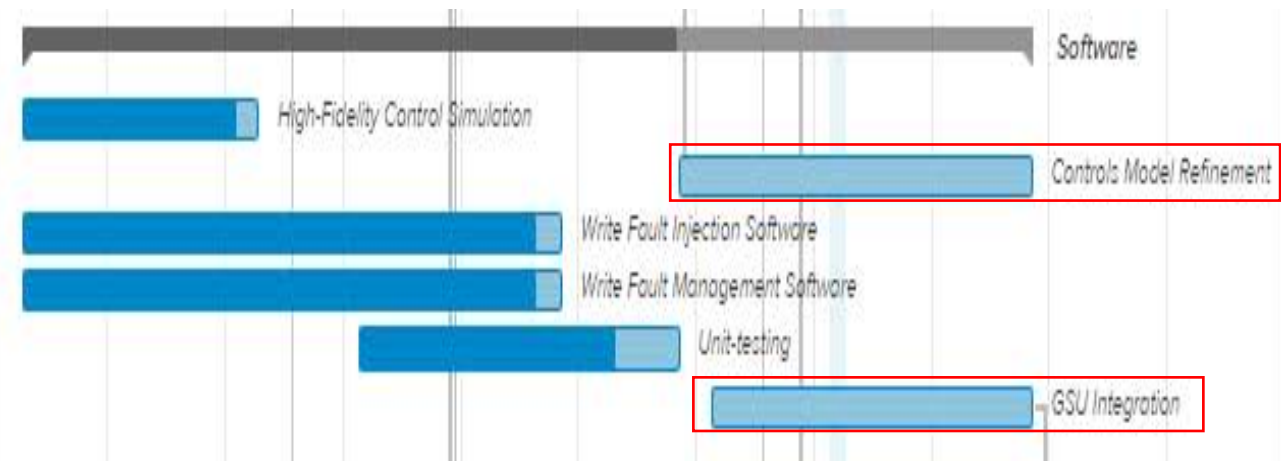 Software
High-Fidelity Control Simulation
Controls Model Refinement
Write Fault Injection Software
Write Fault Management Software
Unit-testing
GSU Integration